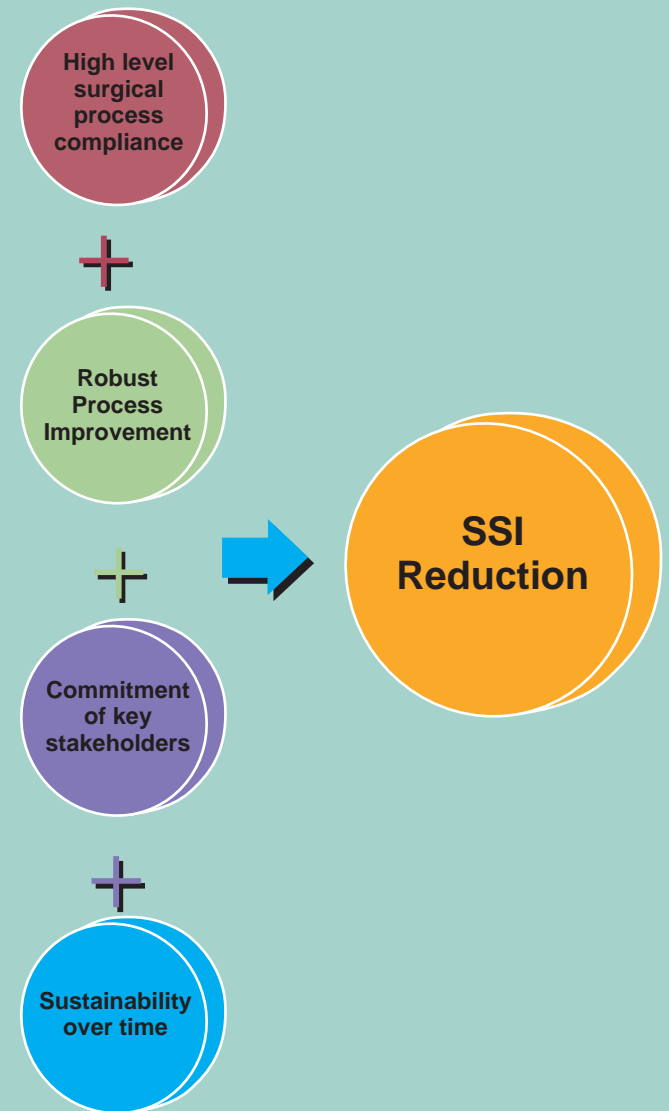 High level
surgical
process
compliance
+
Robust
Process
Improvement
+
Commitment
of key
stakeholders
+
Sustainability
over time
SSI
Reduction